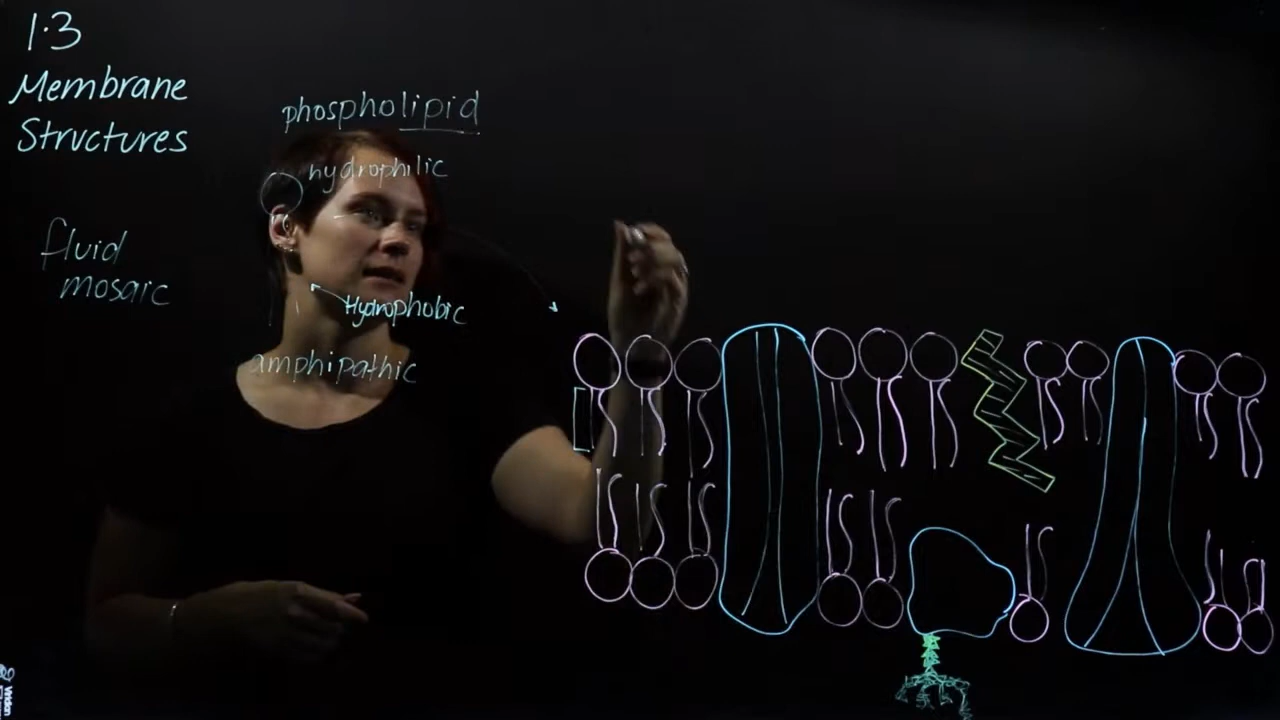 1.3
Membrane
Structures
phospholipid
hydrophilic
fluid
mosaic
Hydrophobic
amphipathic